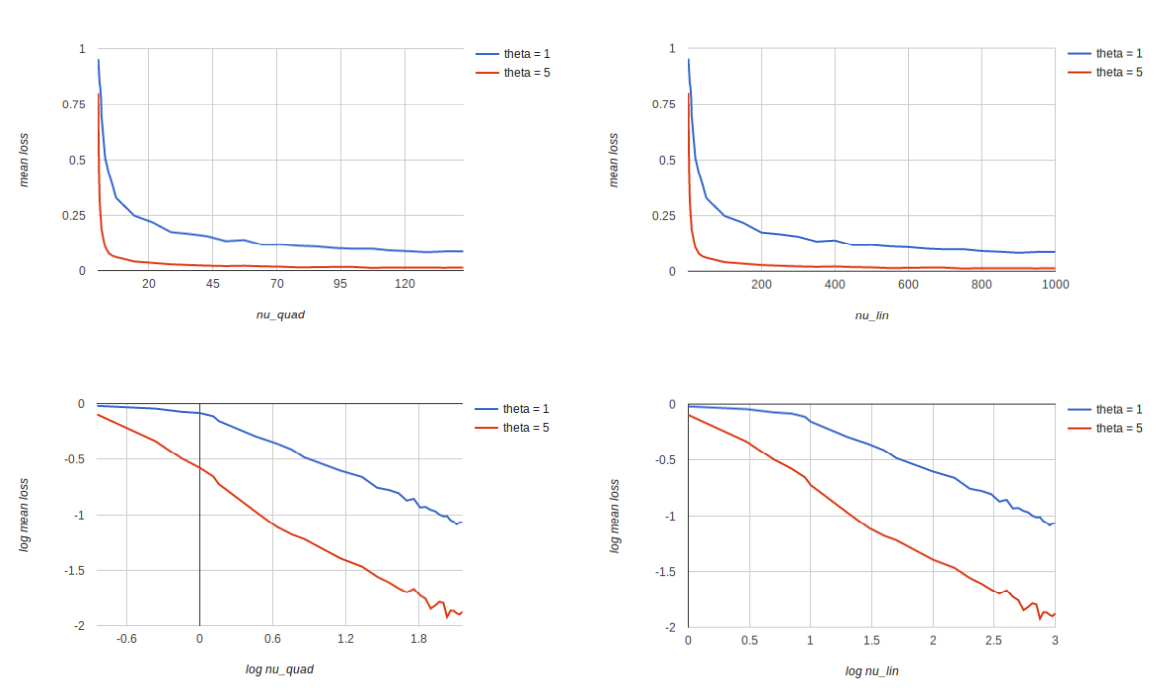 1
0.75
0.5
0.25
0
mean loss
20 45 70 95 120
nu_quad
theta = 1
theta = 5
1
0.75
0.5
0.25
0
mean loss
200 400 600 800 1000
nu_lin
theta = 1
theta = 5
0
-0.5
-1
-1.5
-2
log mean loss
-0.6 0 0.6 1.2 1.8
log nu_quad
theta = 1
theta = 5
0
-0.5
-1
-1.5
-2
log mean loss
0 0.5 1 1.5 2 2.5 3
log nu_lin
theta = 1
theta = 5